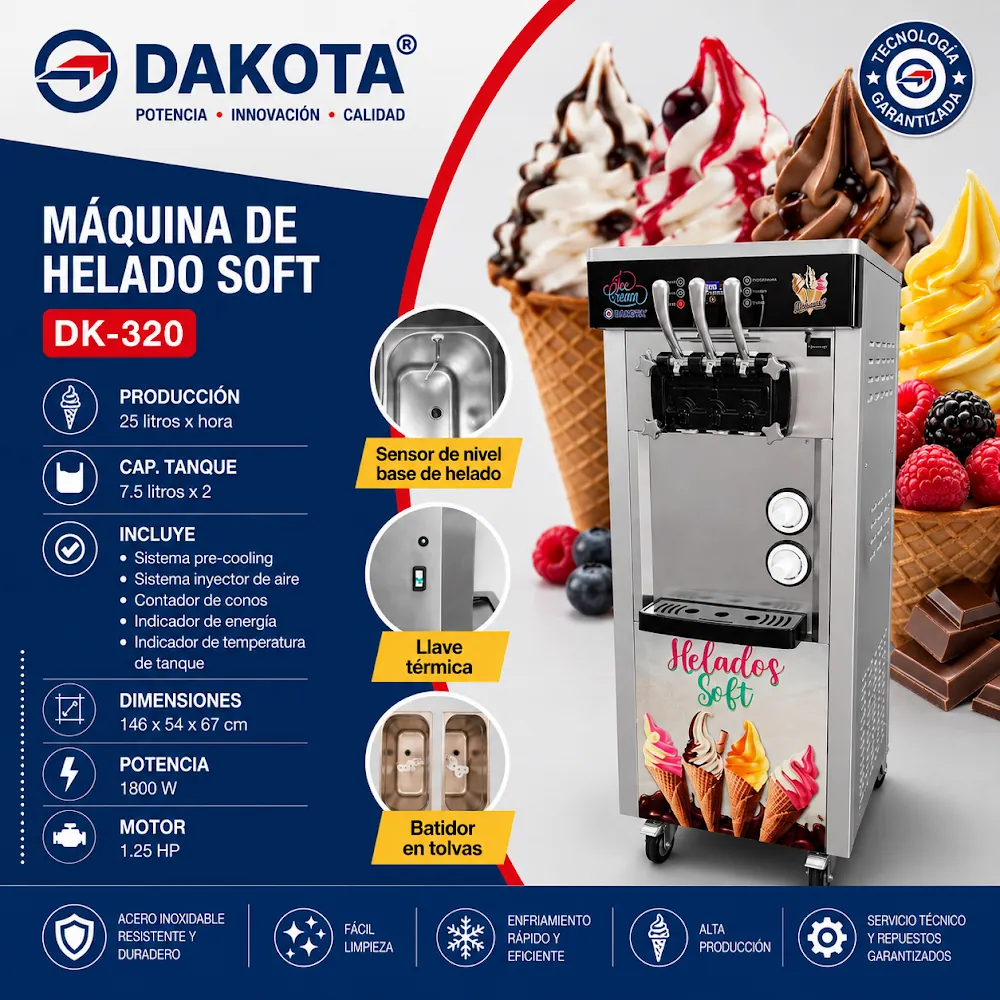 DAKOTA®
POTENCIA • INNOVACIÓN • CALIDAD
TECNOLOGÍA
GARANTIZADA
MÁQUINA DE
HELADO SOFT
DK-320
PRODUCCIÓN
25 litros x hora
CAP. TANQUE
7.5 litros x 2
INCLUYE
• Sistema pre-cooling
• Sistema inyector de aire
• Contador de conos
• Indicador de energía
• Indicador de temperatura
de tanque
DIMENSIONES
146 x 54 x 67 cm
POTENCIA
1800 W
MOTOR
1.25 HP
Sensor de nivel
base de helado
Llave
térmica
Batidor
en tolvas
Ice
Cream
DAKOTA
Helados
Soft
ACERO INOXIDABLE
RESISTENTE Y
DURADERO
FÁCIL
LIMPIEZA
ENFRIAMIENTO
RÁPIDO Y
EFICIENTE
ALTA
PRODUCCIÓN
SERVICIO TÉCNICO
Y REPUESTOS
GARANTIZADOS